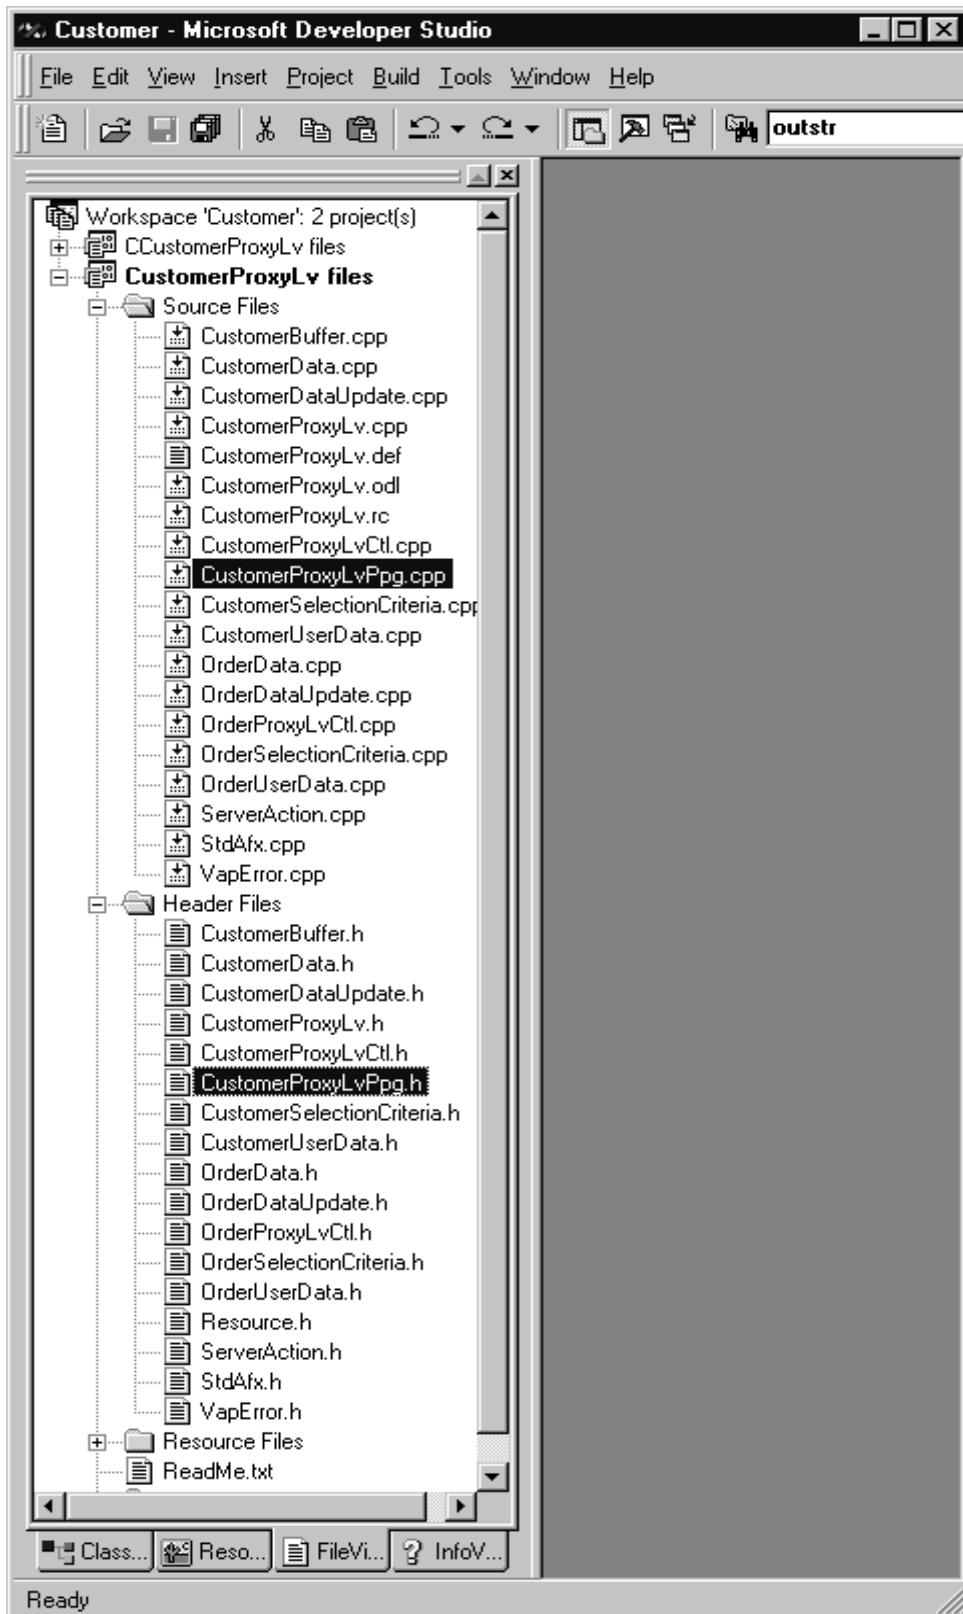 Customer - Microsoft Developer Studio
File Edit View Insert Project Build Tools Window Help
outstr
Workspace 'Customer': 2 project(s)
CCustomerProxyLv files
CustomerProxyLv files
Source Files
CustomerBuffer.cpp
CustomerData.cpp
CustomerDataUpdate.cpp
CustomerProxyLv.cpp
CustomerProxyLv.def
CustomerProxyLv.odl
CustomerProxyLv.rc
CustomerProxyLvCtl.cpp
CustomerProxyLvPpg.cpp
CustomerSelectionCriteria.cpp
CustomerUserData.cpp
OrderData.cpp
OrderDataUpdate.cpp
OrderProxyLvCtl.cpp
OrderSelectionCriteria.cpp
OrderUserData.cpp
ServerAction.cpp
StdAfx.cpp
VapError.cpp
Header Files
CustomerBuffer.h
CustomerData.h
CustomerDataUpdate.h
CustomerProxyLv.h
CustomerProxyLvCtl.h
CustomerProxyLvPpg.h
CustomerSelectionCriteria.h
CustomerUserData.h
OrderData.h
OrderDataUpdate.h
OrderProxyLvCtl.h
OrderSelectionCriteria.h
OrderUserData.h
Resource.h
ServerAction.h
StdAfx.h
VapError.h
Resource Files
ReadMe.txt
Class... Reso... FileVi... InfoV...
Ready